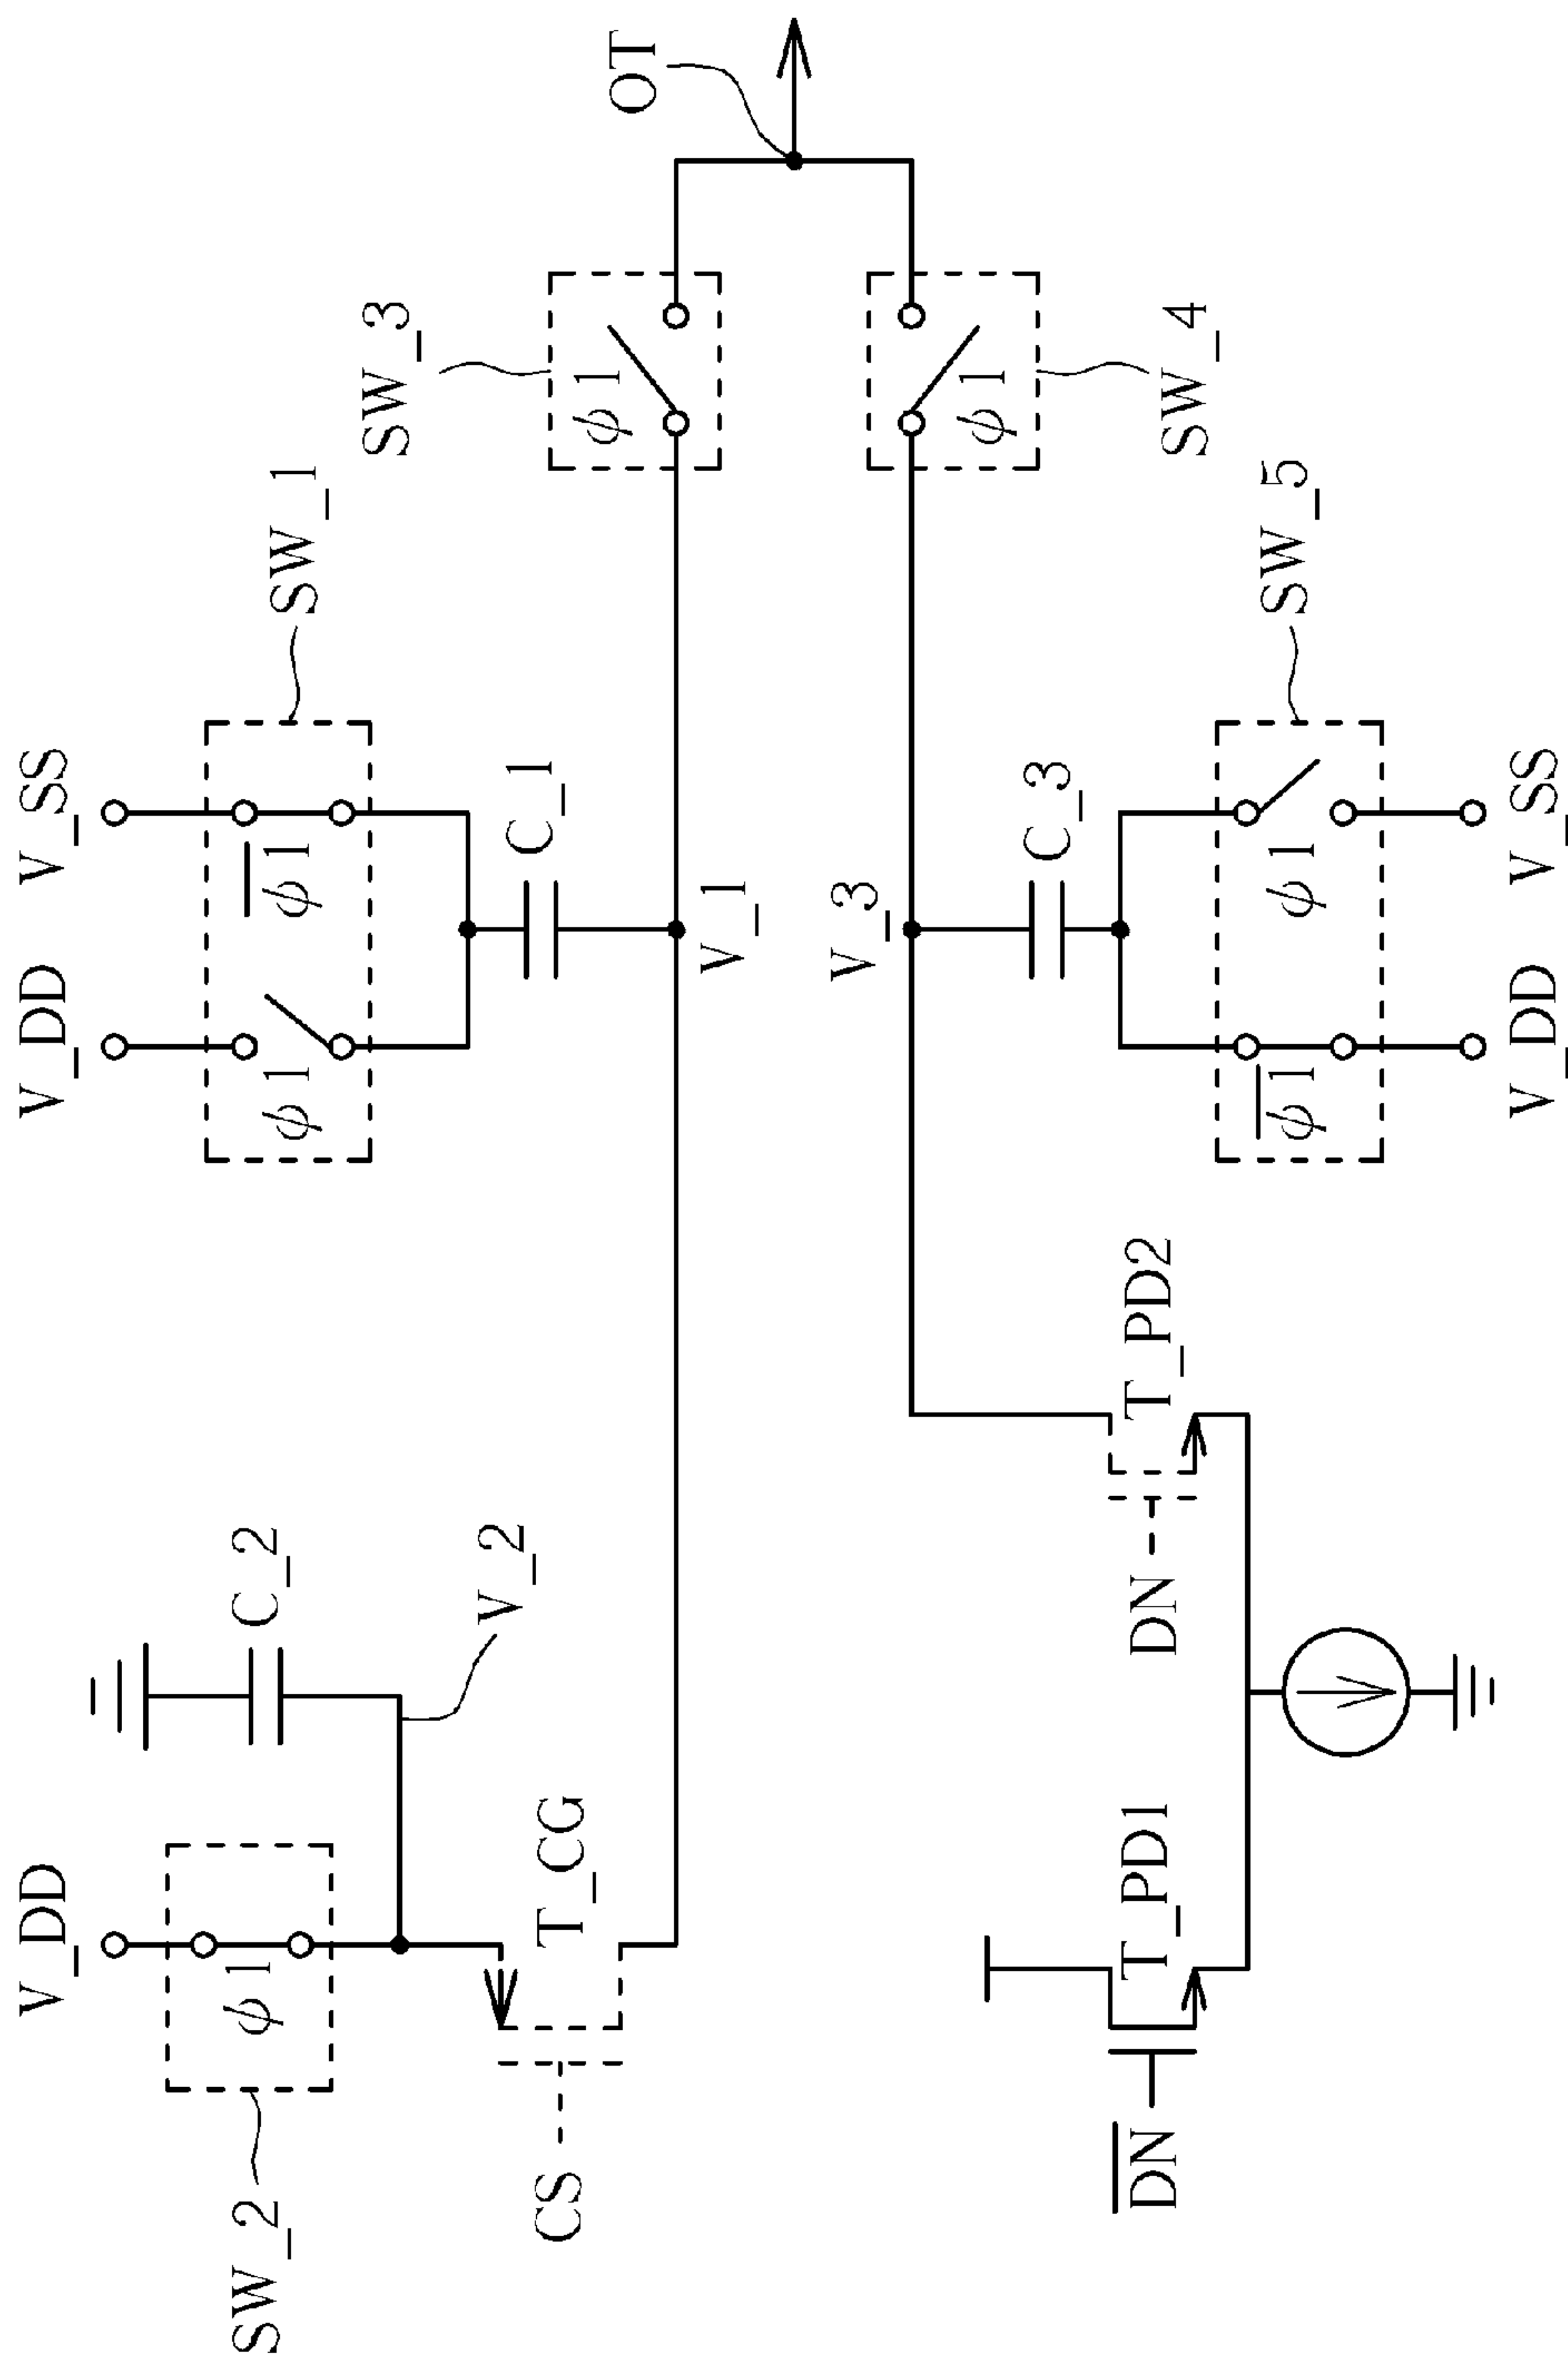 V_DD
V_DD
V_SS
SW_2
φ1
C_2
φ1
φ1
SW_1
V_2
SW_3
CS
T_CG
C_1
φ1
OT
V_1
V_3
φ1
C_3
SW_4
DN
T_PD1
DN
T_PD2
φ1
φ1
SW_5
V_DD
V_SS